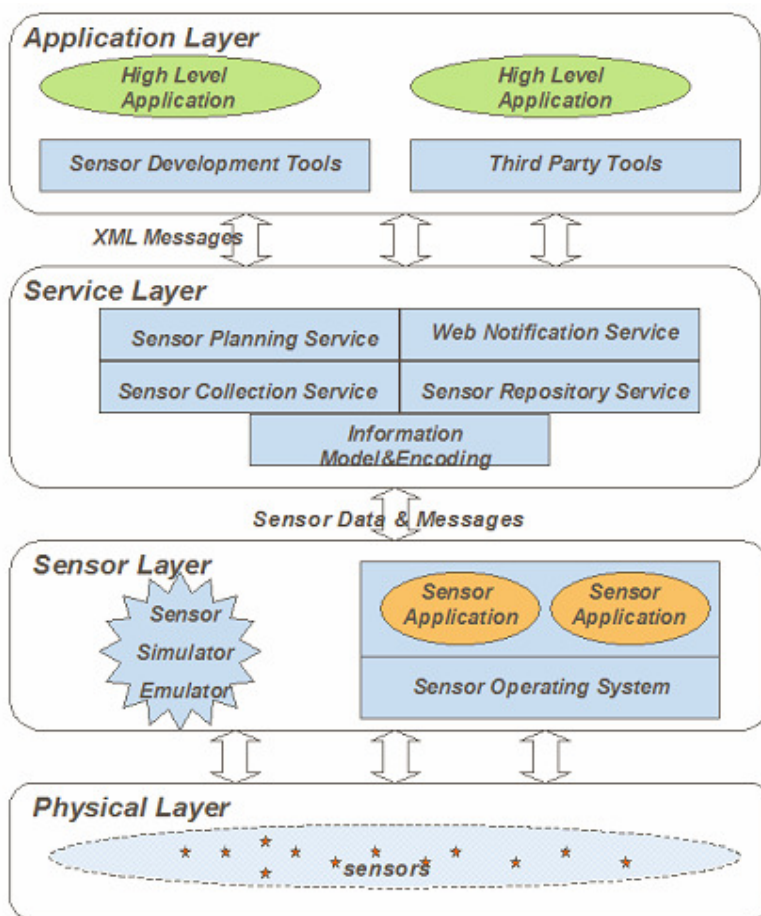 Application Layer
High Level
Application
High Level
Application
Sensor Development Tools
Third Party Tools
XML Messages
Service Layer
Sensor Planning Service
Web Notification Service
Sensor Collection Service
Sensor Repository Service
Information
Model&Encoding
Sensor Data & Messages
Sensor Layer
Sensor
Simulator
Emulator
Sensor
Application
Sensor
Application
Sensor Operating System
Physical Layer
sensors